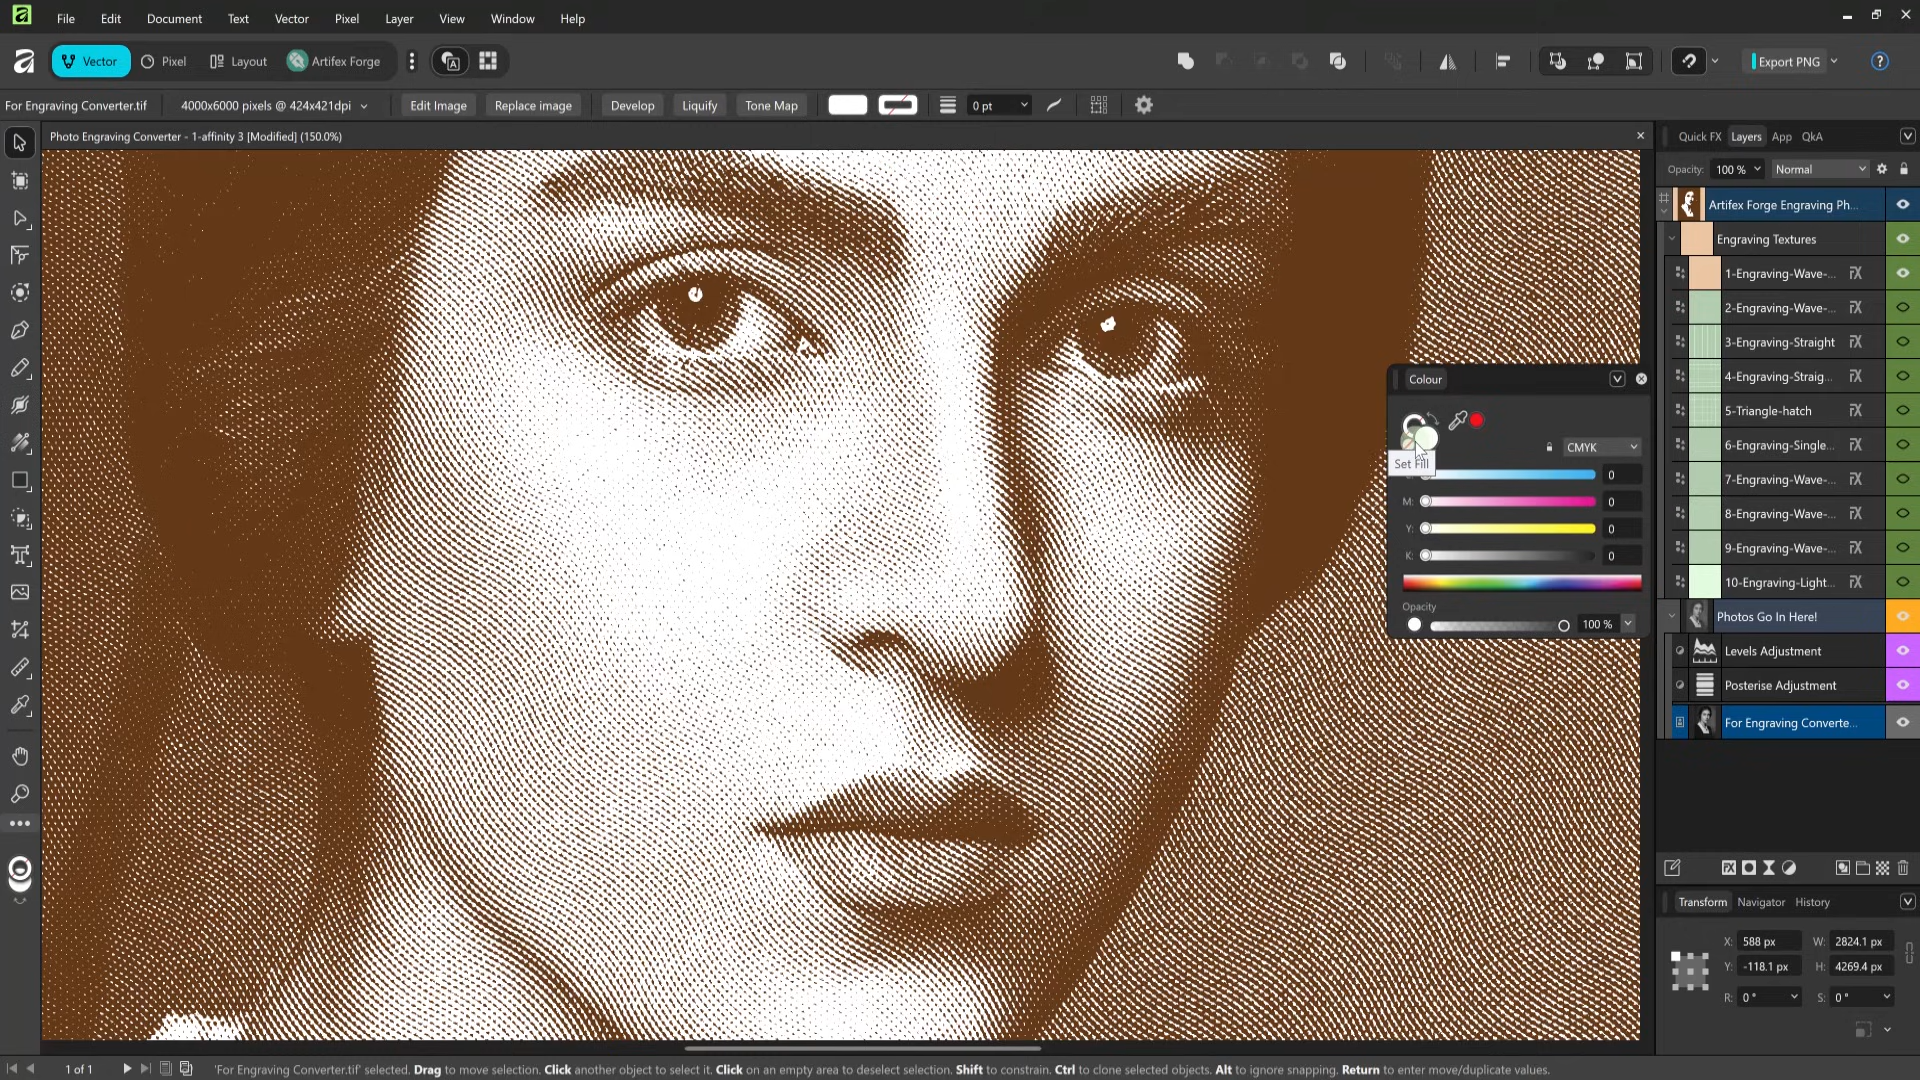 File Edit Document Text Vector Pixel Layer View Window Help
Vector Pixel Layout Artifex Forge Export PNG
For Engraving Converter.tif 4000x6000 pixels @ 424x421dpi Edit Image Replace image Develop Liquify Tone Map 0 pt
Photo Engraving Converter - 1-affinity 3 [Modified] (150.0%)
Quick FX Layers App QkA
Opacity: 100 % Normal
Artifex Forge Engraving Ph...
Engraving Textures
1-Engraving-Wave-...
2-Engraving-Wave-...
3-Engraving-Straight
4-Engraving-Straig...
5-Triangle-hatch
6-Engraving-Single...
7-Engraving-Wave-...
8-Engraving-Wave-...
9-Engraving-Wave-...
10-Engraving-Light...
Photos Go In Here!
Levels Adjustment
Posterise Adjustment
For Engraving Converte...
Colour
CMYK
Set Fill
0
M: 0
Y: 0
K: 0
Opacity
100 %
Transform Navigator History
X: 588 px W: 2824.1 px
Y: -118.1 px H: 4269.4 px
R: 0 ° S: 0 °
1 of 1 'For Engraving Converter.tif' selected. Drag to move selection. Click another object to select it. Click on an empty area to deselect selection. Shift to constrain. Ctrl to clone selected objects. Alt to ignore snapping. Return to enter move/duplicate values.